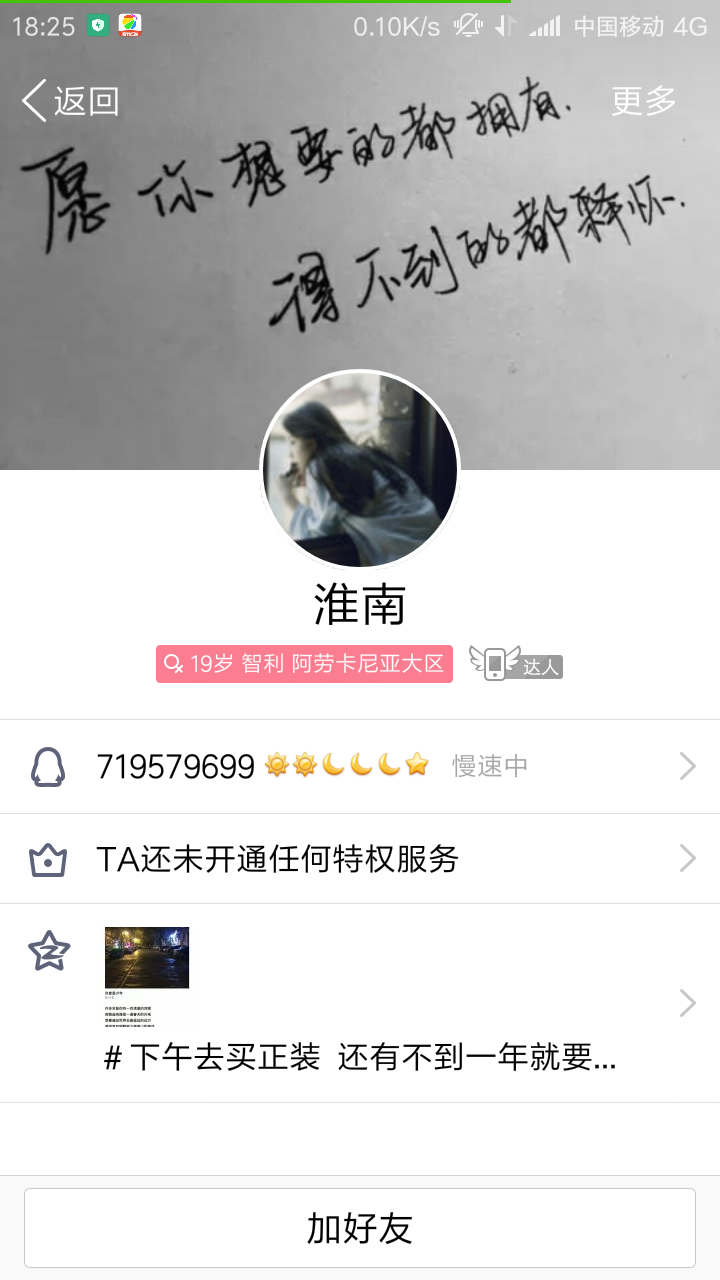 18:25 0.10K/s 中国移动 4G
返回 更多
愿你想要的都拥有.
得不到的都释怀.
淮南
19岁 智利 阿劳卡尼亚大区 达人
719579699 慢速中
TA还未开通任何特权服务
# 下午去买正装 还有不到一年就要...
加好友